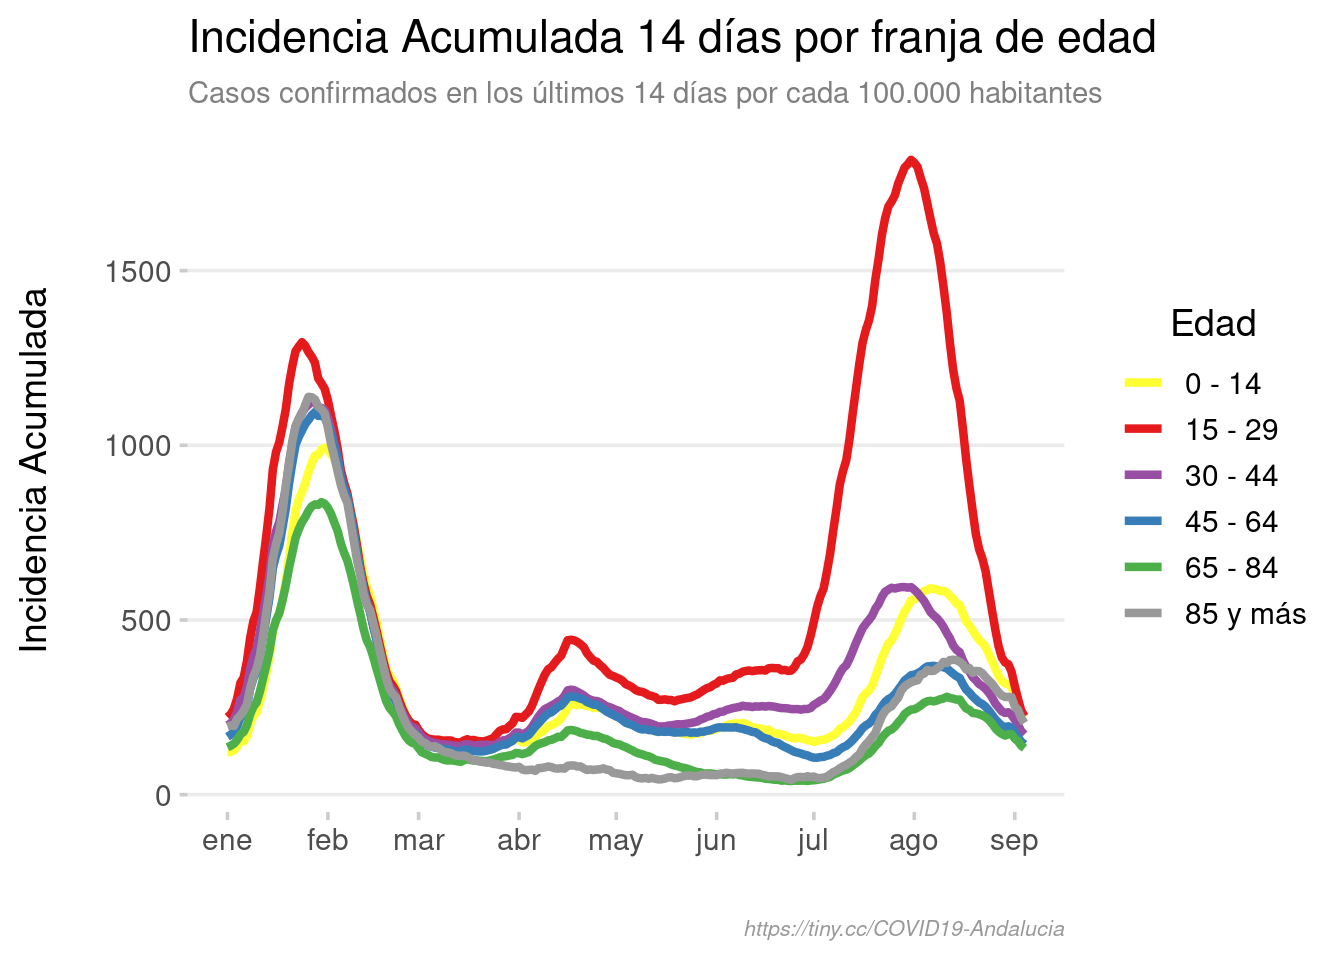 Incidencia Acumulada 14 días por franja de edad
Casos confirmados en los últimos 14 días por cada 100.000 habitantes
Incidencia Acumulada
1500
1000
500
0
ene feb mar abr may jun jul ago sep
Edad
0 - 14
15 - 29
30 - 44
45 - 64
65 - 84
85 y más
https://tiny.cc/COVID19-Andalucia